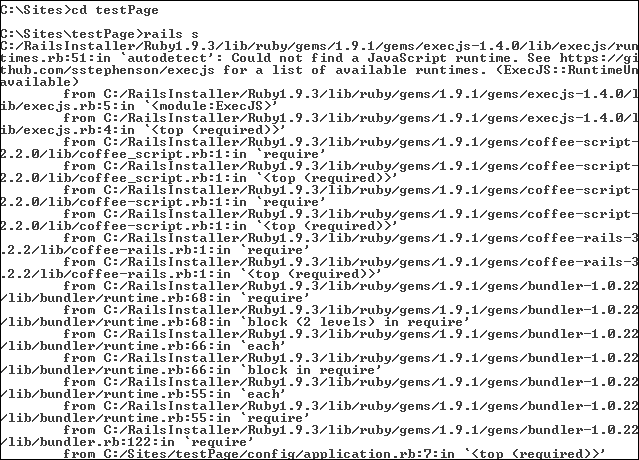 C:\Sites>cd testPage
C:\Sites\testPage>rails s
C:/RailsInstaller/Ruby1.9.3/lib/ruby/gems/1.9.1/gems/execjs-1.4.0/lib/execjs/run
times.rb:51:in `autodetect': Could not find a JavaScript runtime. See https://gi
thub.com/sstephenson/execjs for a list of available runtimes. (ExecJS::RuntimeUn
available)
        from C:/RailsInstaller/Ruby1.9.3/lib/ruby/gems/1.9.1/gems/execjs-1.4.0/l
ib/execjs.rb:5:in `<module:ExecJS>'
        from C:/RailsInstaller/Ruby1.9.3/lib/ruby/gems/1.9.1/gems/execjs-1.4.0/l
ib/execjs.rb:4:in `<top (required)>'
        from C:/RailsInstaller/Ruby1.9.3/lib/ruby/gems/1.9.1/gems/coffee-script-
2.2.0/lib/coffee_script.rb:1:in `require'
        from C:/RailsInstaller/Ruby1.9.3/lib/ruby/gems/1.9.1/gems/coffee-script-
2.2.0/lib/coffee_script.rb:1:in `<top (required)>'
        from C:/RailsInstaller/Ruby1.9.3/lib/ruby/gems/1.9.1/gems/coffee-script-
2.2.0/lib/coffee-script.rb:1:in `require'
        from C:/RailsInstaller/Ruby1.9.3/lib/ruby/gems/1.9.1/gems/coffee-script-
2.2.0/lib/coffee-script.rb:1:in `<top (required)>'
        from C:/RailsInstaller/Ruby1.9.3/lib/ruby/gems/1.9.1/gems/coffee-rails-3
.2.2/lib/coffee-rails.rb:1:in `require'
        from C:/RailsInstaller/Ruby1.9.3/lib/ruby/gems/1.9.1/gems/coffee-rails-3
.2.2/lib/coffee-rails.rb:1:in `<top (required)>'
        from C:/RailsInstaller/Ruby1.9.3/lib/ruby/gems/1.9.1/gems/bundler-1.0.22
/lib/bundler/runtime.rb:68:in `require'
        from C:/RailsInstaller/Ruby1.9.3/lib/ruby/gems/1.9.1/gems/bundler-1.0.22
/lib/bundler/runtime.rb:68:in `block (2 levels) in require'
        from C:/RailsInstaller/Ruby1.9.3/lib/ruby/gems/1.9.1/gems/bundler-1.0.22
/lib/bundler/runtime.rb:66:in `each'
        from C:/RailsInstaller/Ruby1.9.3/lib/ruby/gems/1.9.1/gems/bundler-1.0.22
/lib/bundler/runtime.rb:66:in `block in require'
        from C:/RailsInstaller/Ruby1.9.3/lib/ruby/gems/1.9.1/gems/bundler-1.0.22
/lib/bundler/runtime.rb:55:in `each'
        from C:/RailsInstaller/Ruby1.9.3/lib/ruby/gems/1.9.1/gems/bundler-1.0.22
/lib/bundler/runtime.rb:55:in `require'
        from C:/RailsInstaller/Ruby1.9.3/lib/ruby/gems/1.9.1/gems/bundler-1.0.22
/lib/bundler.rb:122:in `require'
        from C:/Sites/testPage/config/application.rb:7:in `<top (required)>'